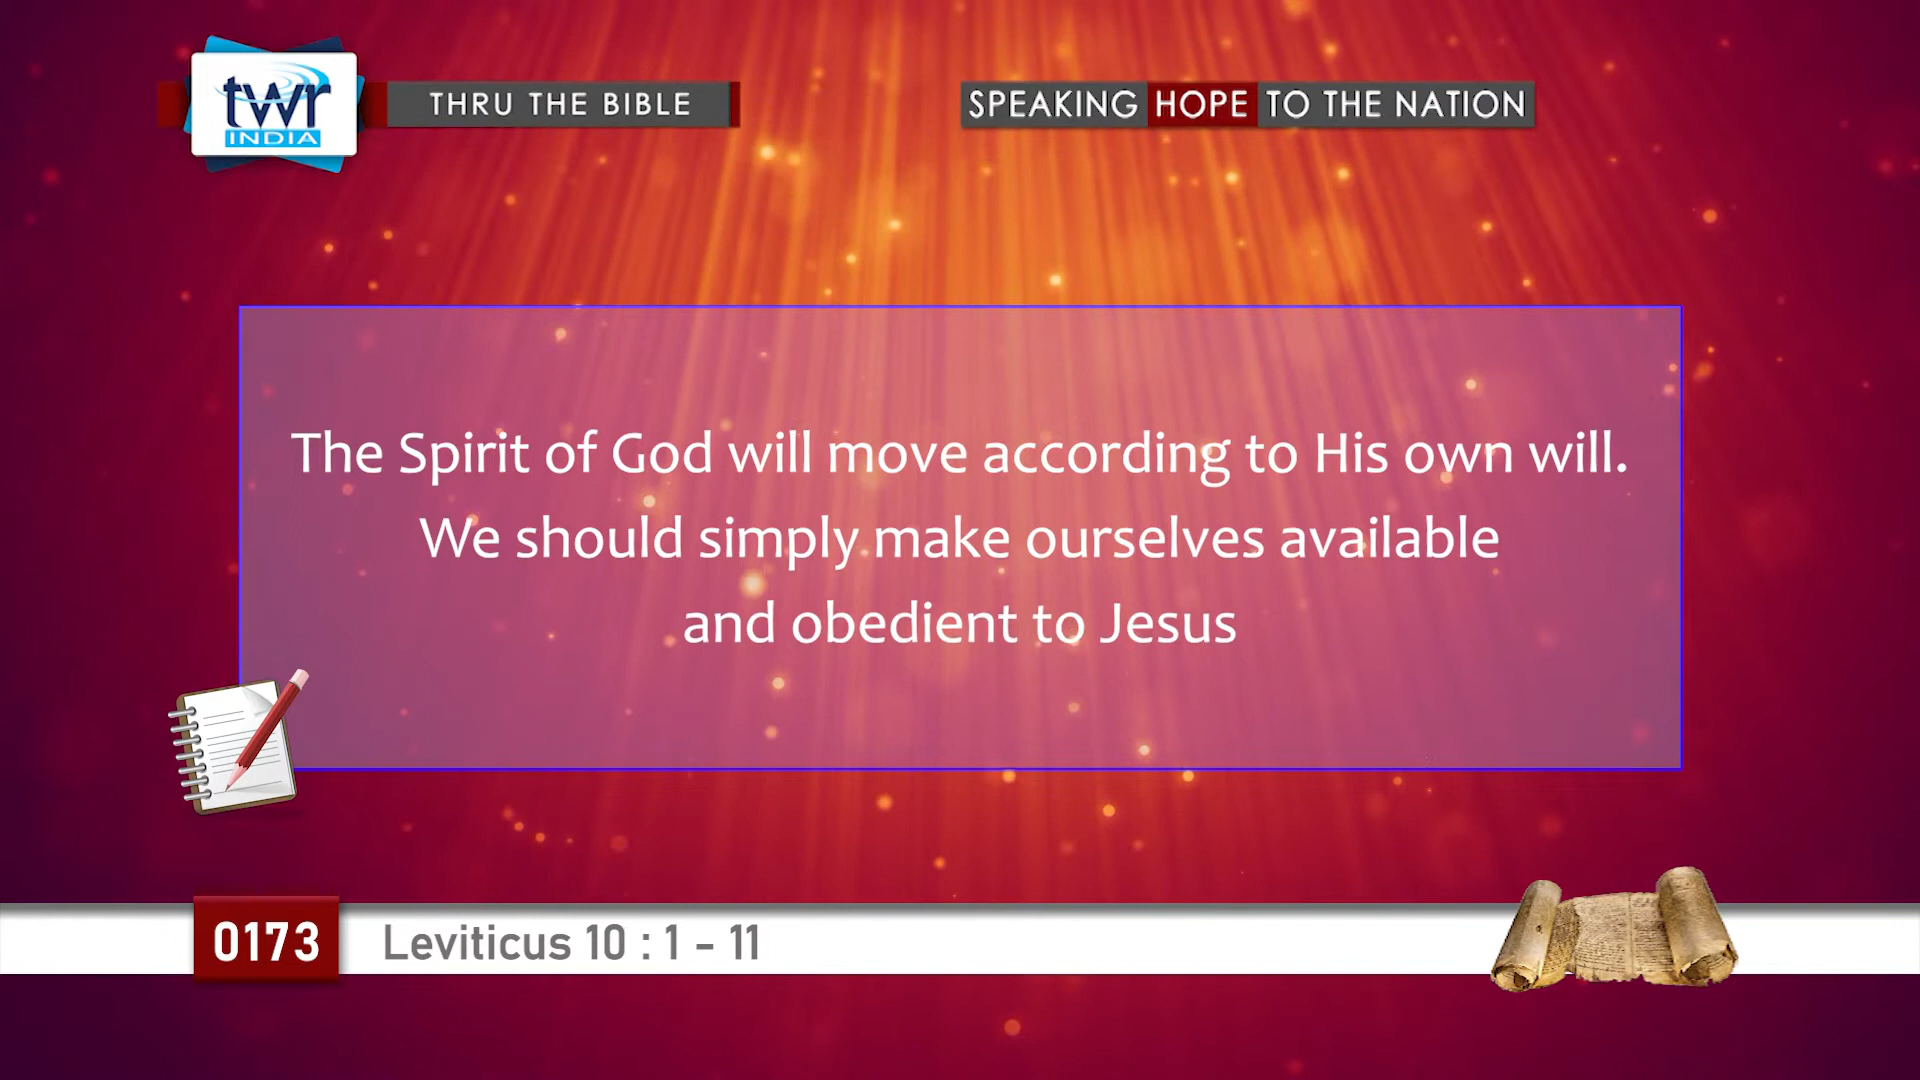 twr
INDIA
THRU THE BIBLE
SPEAKING HOPE TO THE NATION
The Spirit of God will move according to His own will.
We should simply make ourselves available
and obedient to Jesus
0173
Leviticus 10 : 1 - 11